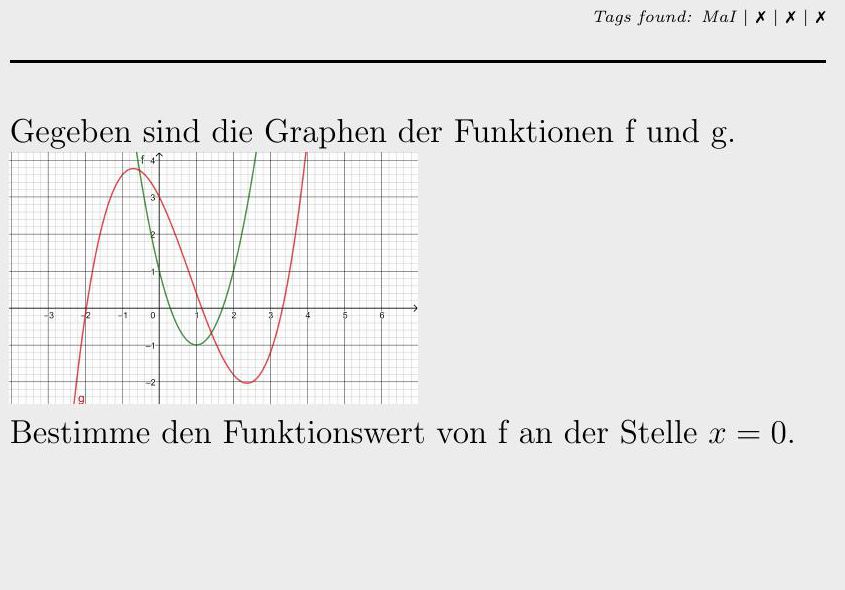 Tags found: MaI | ✗ | ✗ | ✗
Gegeben sind die Graphen der Funktionen f und g.
f 4
3
2
1
-3 -2 -1 0 1 2 3 4 5 6
-1
-2
g
Bestimme den Funktionswert von f an der Stelle x = 0.